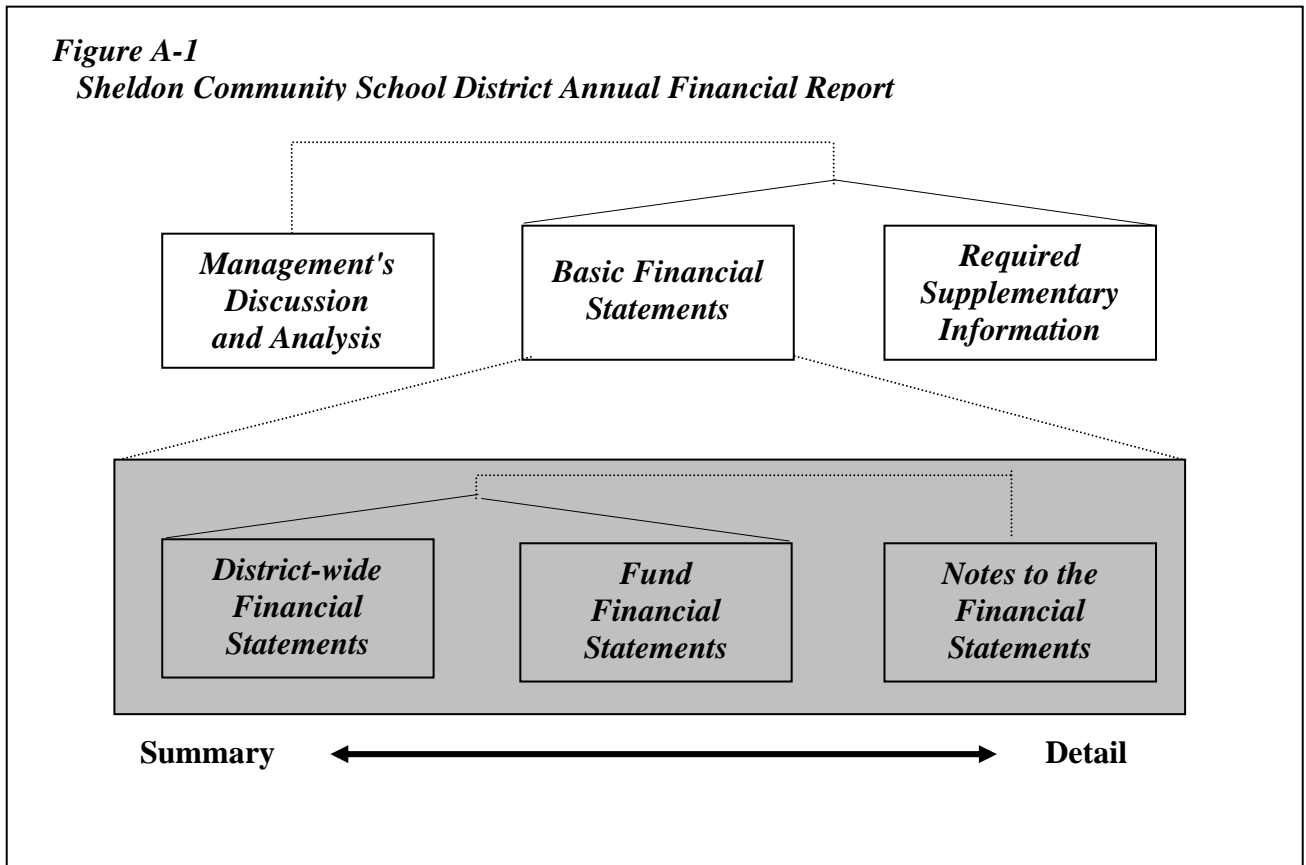 Figure A-1
Sheldon Community School District Annual Financial Report
Management's
Discussion
and Analysis
Basic Financial
Statements
Required
Supplementary
Information
District-wide
Financial
Statements
Fund
Financial
Statements
Notes to the
Financial
Statements
Summary
Detail